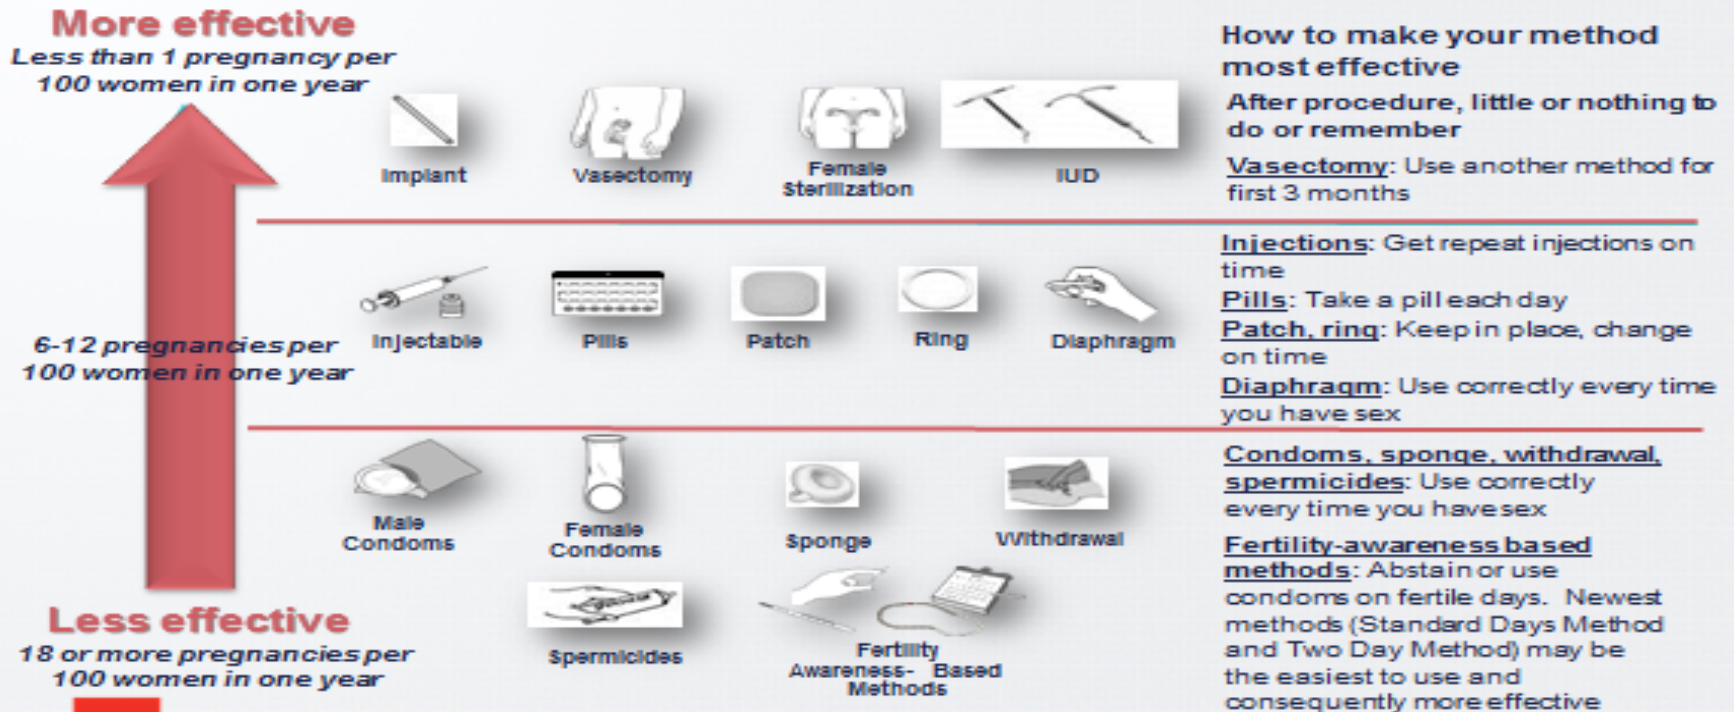 More effective
Less than 1 pregnancy per
100 women in one year
Implant
Vasectomy
Female
Sterilization
IUD
How to make your method
most effective
After procedure, little or nothing to
do or remember
Vasectomy: Use another method for
first 3 months
6-12 pregnancies per
100 women in one year
Injectable
Pills
Patch
Ring
Diaphragm
Injections: Get repeat injections on
time
Pills: Take a pill each day
Patch, ring: Keep in place, change
on time
Diaphragm: Use correctly every time
you have sex
Male
Condoms
Female
Condoms
Sponge
Withdrawal
Spermicides
Fertility
Awareness- Based
Methods
Condoms, sponge, withdrawal,
spermicides: Use correctly
every time you have sex
Fertility-awareness based
methods: Abstain or use
condoms on fertile days. Newest
methods (Standard Days Method
and Two Day Method) may be
the easiest to use and
consequently more effective
Less effective
18 or more pregnancies per
100 women in one year